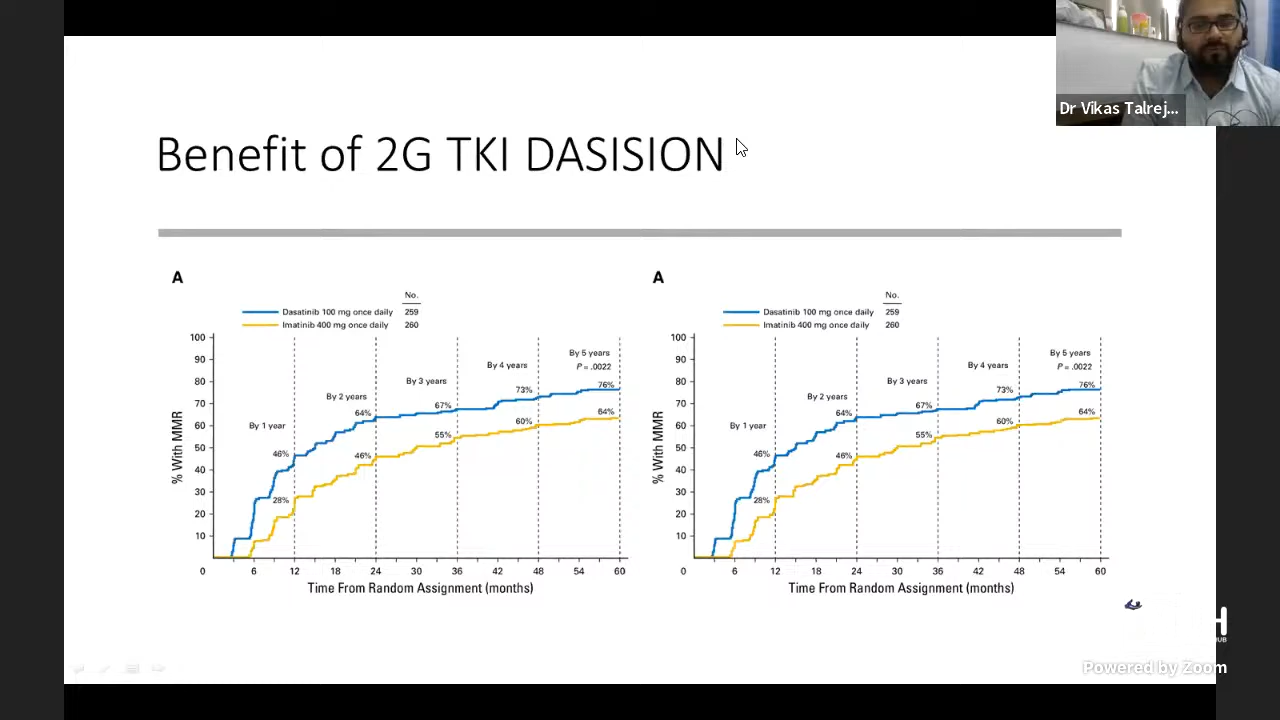 Dr Vikas Talrej...
Benefit of 2G TKI DASISION
A
No.
Dasatinib 100 mg once daily 259
Imatinib 400 mg once daily 260
% With MMR
100
90
80
70
60
50
40
30
20
10
By 1 year
46%
28%
By 2 years
64%
46%
By 3 years
67%
55%
By 4 years
73%
60%
By 5 years
P = .0022
76%
64%
0 6 12 18 24 30 36 42 48 54 60
Time From Random Assignment (months)
A
No.
Dasatinib 100 mg once daily 259
Imatinib 400 mg once daily 260
% With MMR
100
90
80
70
60
50
40
30
20
10
By 1 year
46%
28%
By 2 years
64%
46%
By 3 years
67%
55%
By 4 years
73%
60%
By 5 years
P = .0022
76%
64%
0 6 12 18 24 30 36 42 48 54 60
Time From Random Assignment (months)
Powered by Zoom